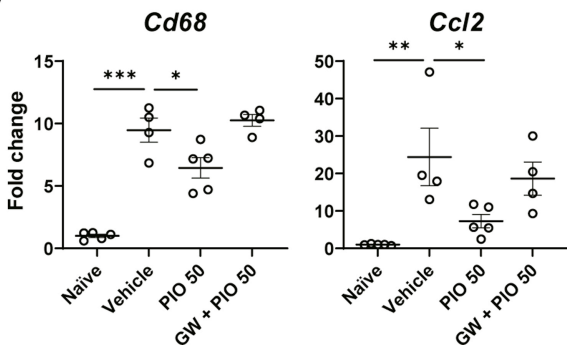 Cd68
Ccl2
Fold change
15
10
5
0
***
*
Naïve
Vehicle
PIO 50
GW + PIO 50
50
40
30
20
10
0
**
*
Naïve
Vehicle
PIO 50
GW + PIO 50